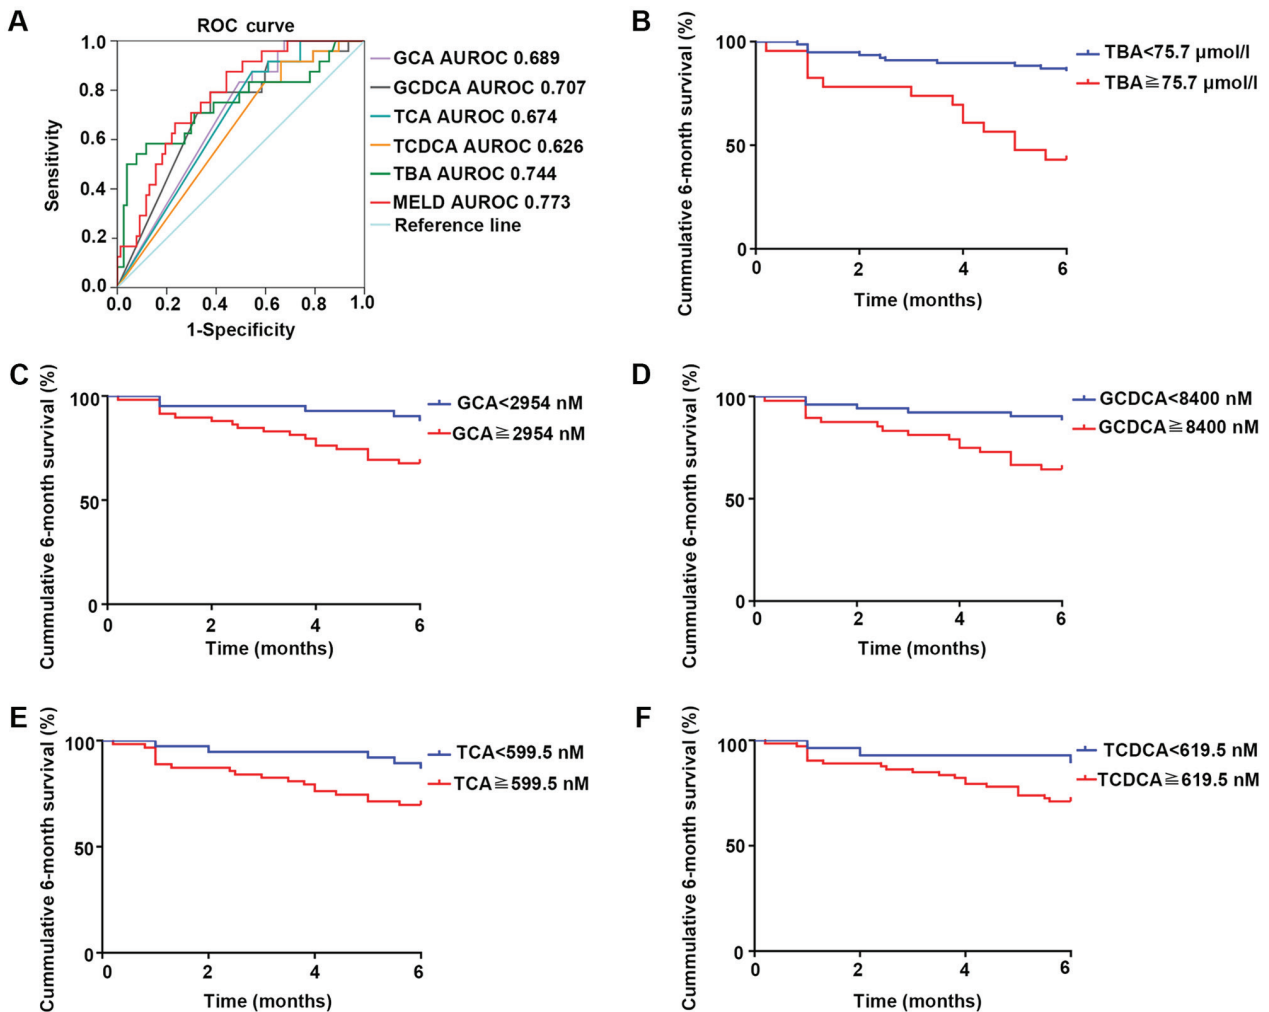 A
ROC curve
1.0
0.8
0.6
0.4
0.2
0.0
Sensitivity
0.0 0.2 0.4 0.6 0.8 1.0
1-Specificity
GCA AUROC 0.689
GCDCA AUROC 0.707
TCA AUROC 0.674
TCDCA AUROC 0.626
TBA AUROC 0.744
MELD AUROC 0.773
Reference line
B
Cummulative 6-month survival (%)
100
50
0
0 2 4 6
Time (months)
TBA<75.7 μmol/l
TBA≧75.7 μmol/l
C
Cummulative 6-month survival (%)
100
50
0
0 2 4 6
Time (months)
GCA<2954 nM
GCA≧2954 nM
D
Cummulative 6-month survival (%)
100
50
0
0 2 4 6
Time (months)
GCDCA<8400 nM
GCDCA≧8400 nM
E
Cummulative 6-month survival (%)
100
50
0
0 2 4 6
Time (months)
TCA<599.5 nM
TCA≧599.5 nM
F
Cummulative 6-month survival (%)
100
50
0
0 2 4 6
Time (months)
TCDCA<619.5 nM
TCDCA≧619.5 nM